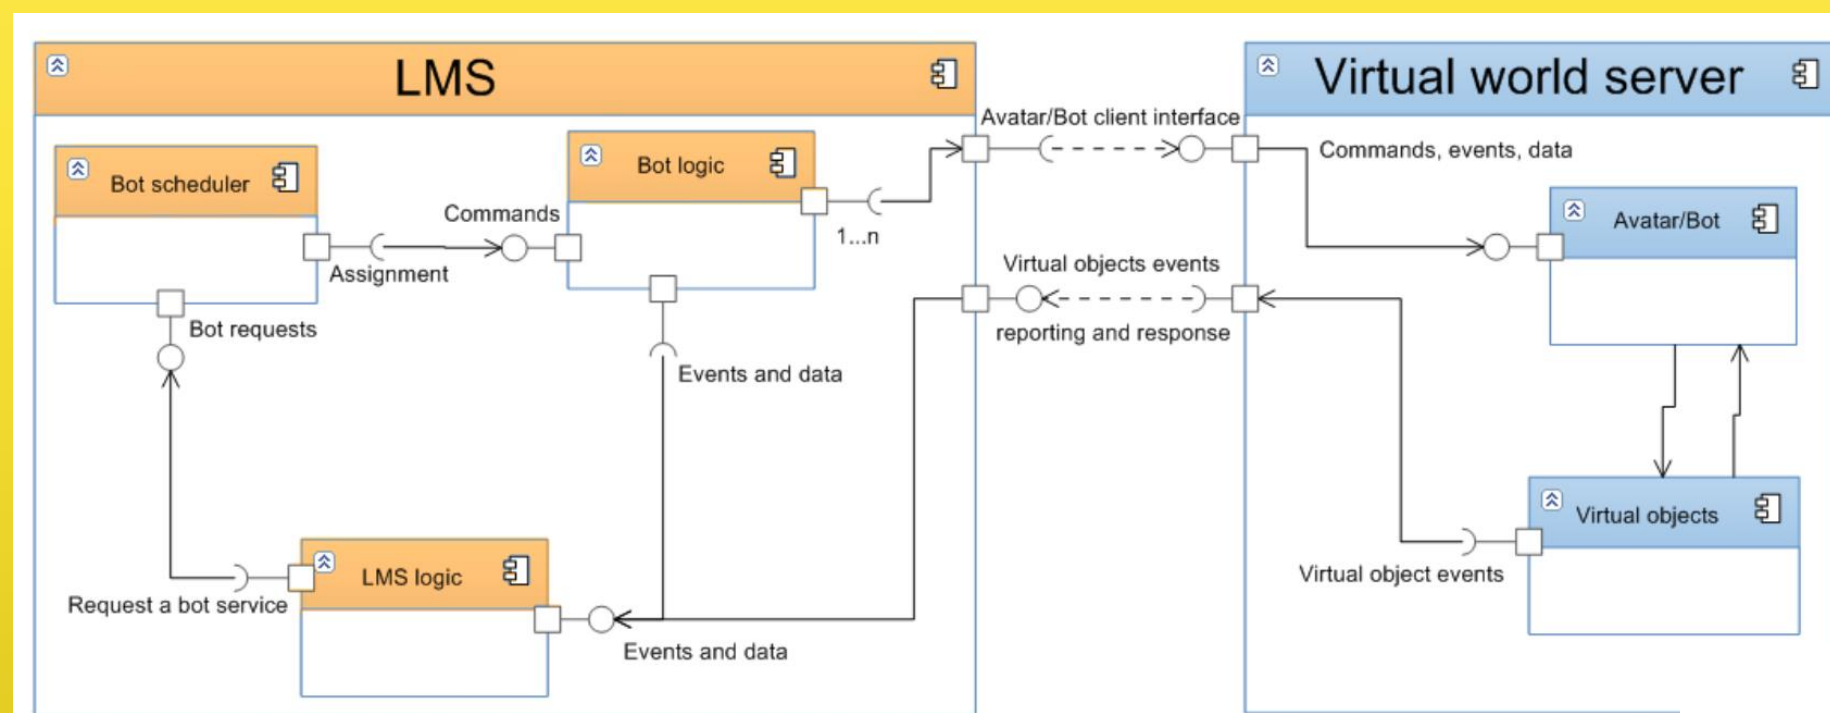 LMS
Virtual world server
Avatar/Bot client interface
Commands, events, data
Bot scheduler
Bot logic
Commands
Assignment
1...n
Avatar/Bot
Virtual objects events
reporting and response
Bot requests
Events and data
Virtual objects
Virtual object events
LMS logic
Request a bot service
Events and data